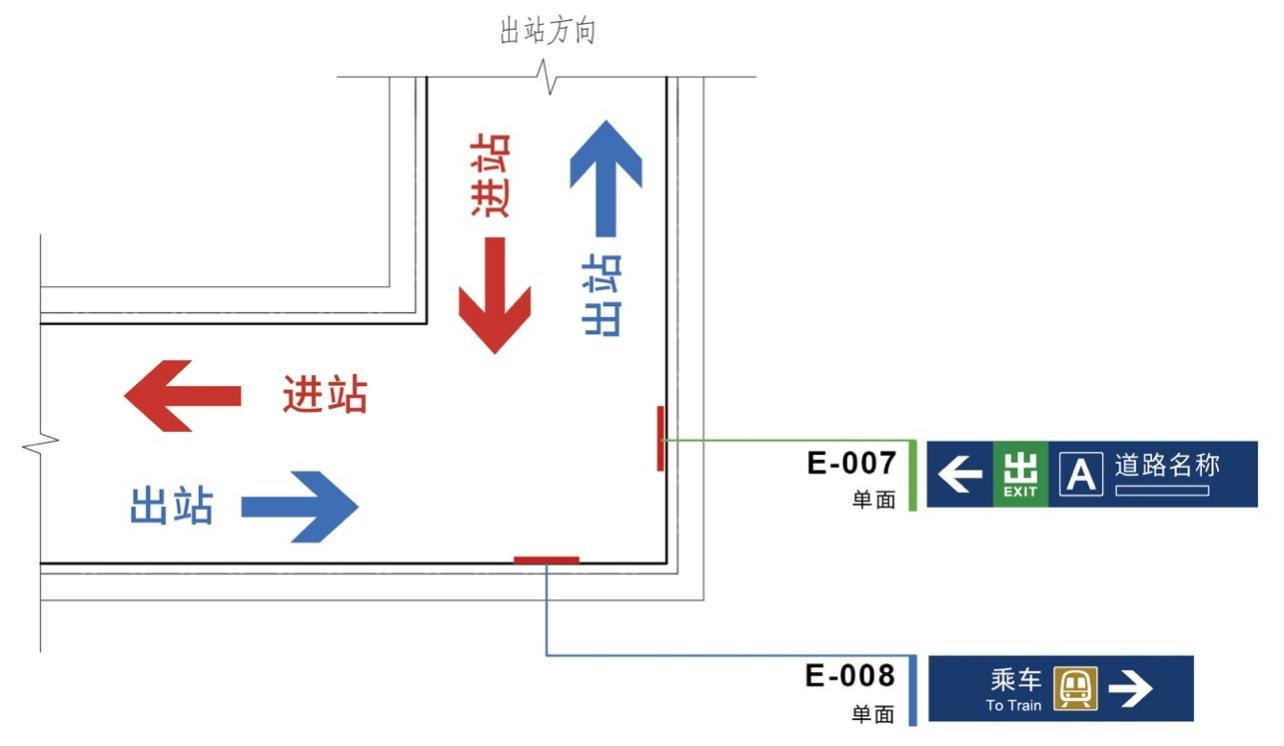 出站方向
进站
出站
进站
出站
E-007
单面
出
EXIT
A
道路名称
E-008
单面
乘车
To Train